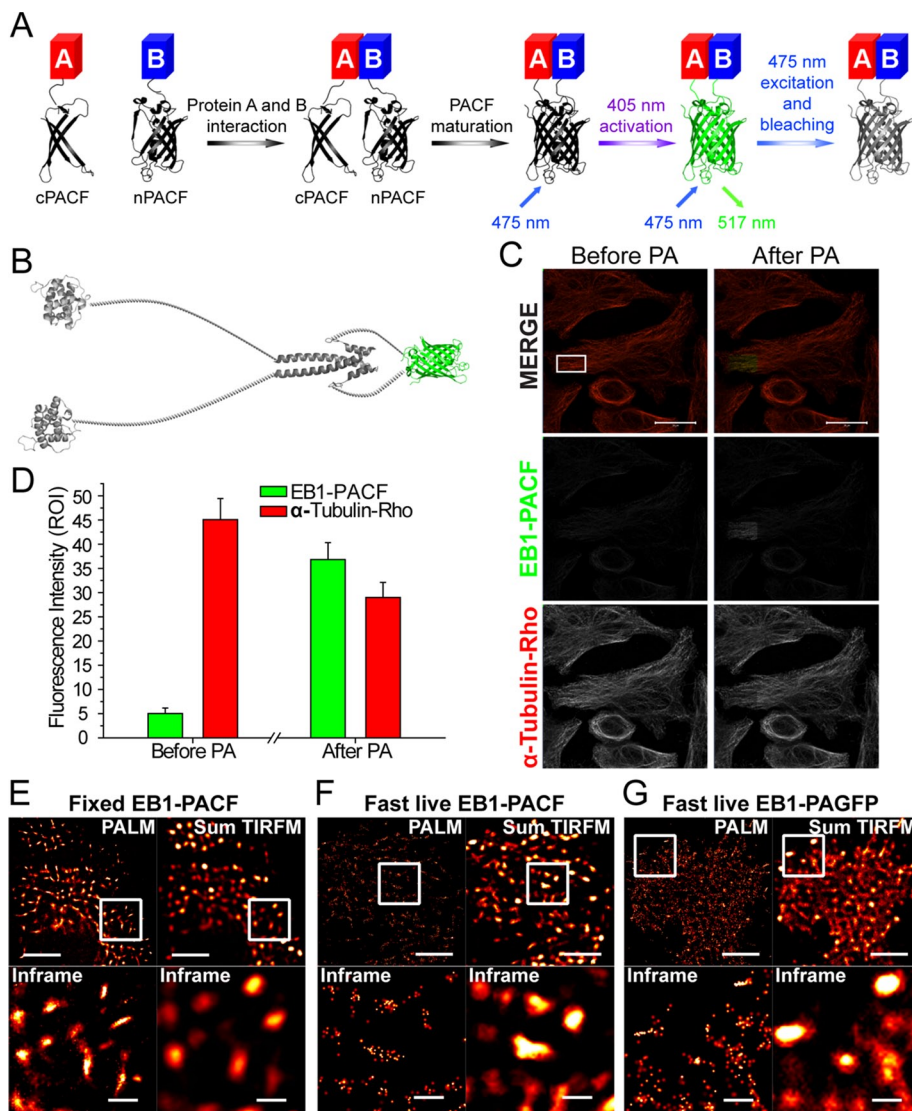 A
A
B
A B
A B
A B
A B
Protein A and B
interaction
PACF
maturation
405 nm
activation
475 nm
excitation
and
bleaching
cPACF
nPACF
cPACF
nPACF
475 nm
475 nm
517 nm
B
C
Before PA
After PA
MERGE
EB1-PACF
α-Tubulin-Rho
D
EB1-PACF
α-Tubulin-Rho
Fluorescence Intensity (ROI)
50
45
40
35
30
25
20
15
10
5
0
Before PA
After PA
E
Fixed EB1-PACF
PALM
Sum TIRFM
Inframe
Inframe
F
Fast live EB1-PACF
PALM
Sum TIRFM
Inframe
Inframe
G
Fast live EB1-PAGFP
PALM
Sum TIRFM
Inframe
Inframe